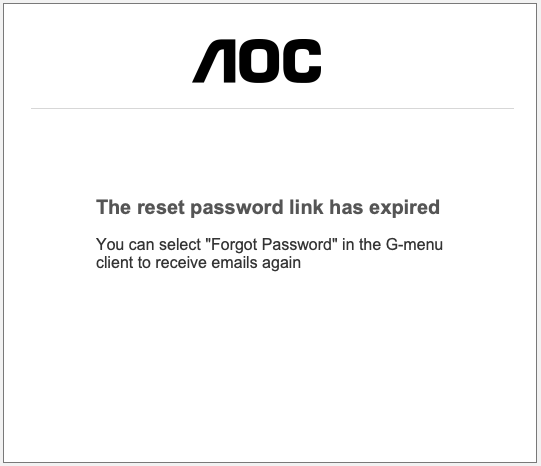 AOC
The reset password link has expired
You can select "Forgot Password" in the G-menu
client to receive emails again